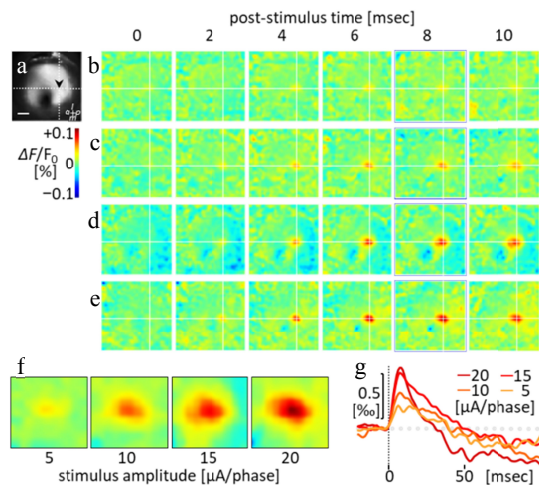 post-stimulus time [msec]
0 2 4 6 8 10
a
b
+0.1
ΔF/F0
0
[%]
−0.1
c
d
e
f
5 10 15 20
stimulus amplitude [μA/phase]
g
20 15
10 5
[μA/phase]
0.5
[‰]
0 50 [msec]